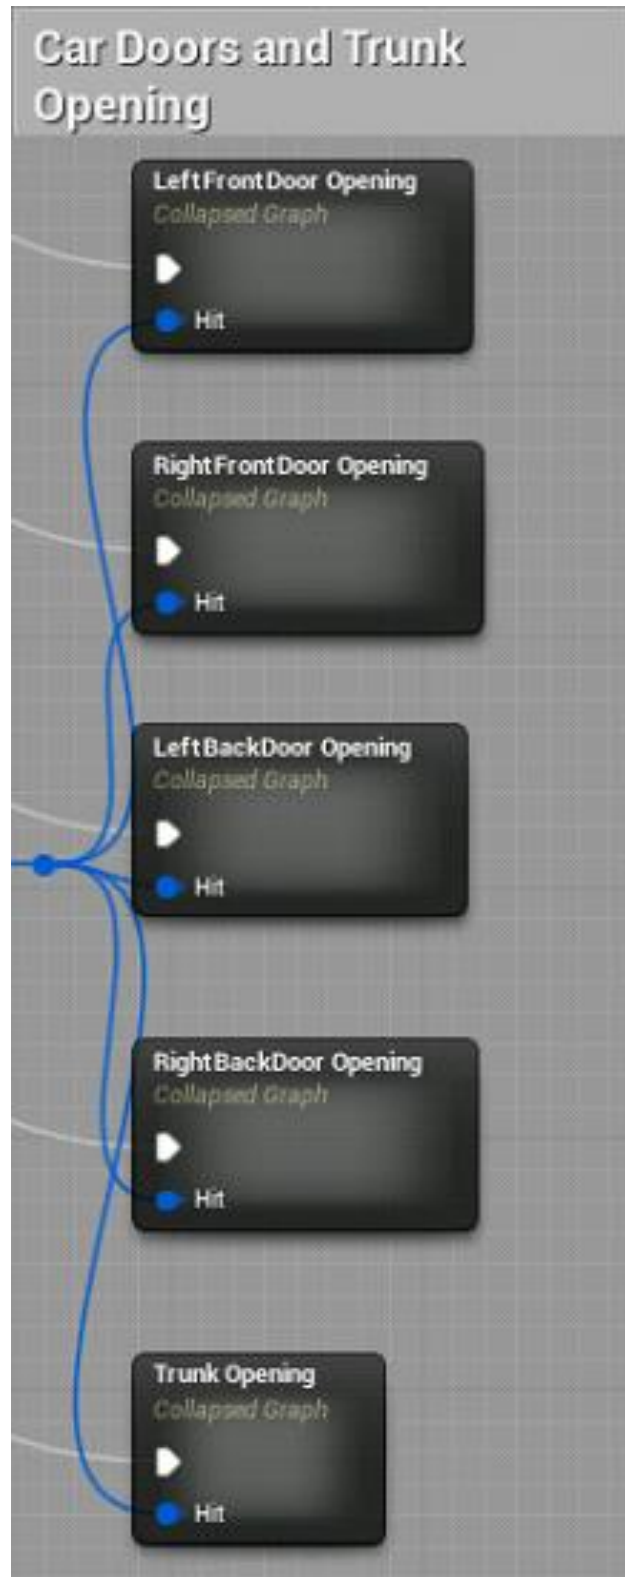 Car Doors and Trunk
Opening
LeftFrontDoor Opening
Collapsed Graph
Hit
RightFrontDoor Opening
Collapsed Graph
Hit
LeftBackDoor Opening
Collapsed Graph
Hit
RightBackDoor Opening
Collapsed Graph
Hit
Trunk Opening
Collapsed Graph
Hit